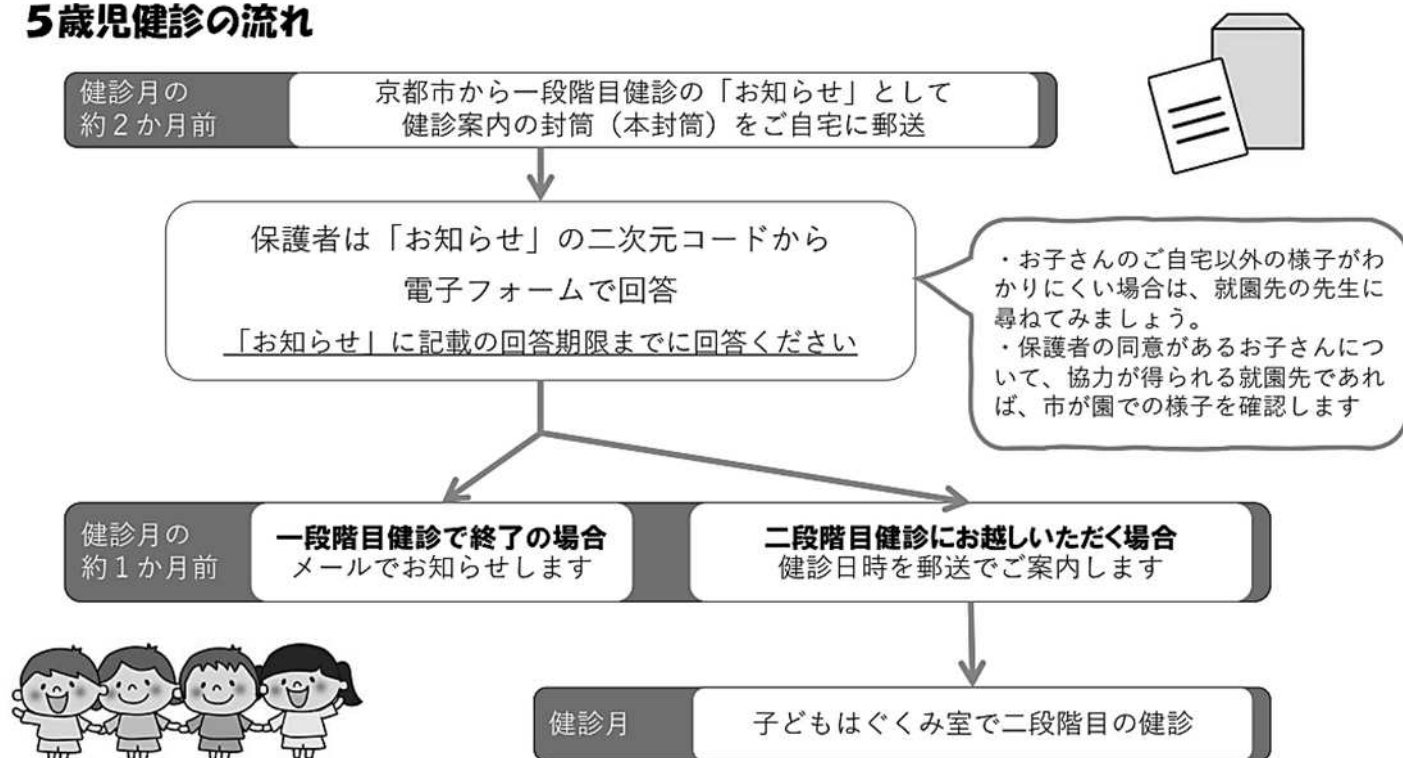 5歳児健診の流れ
健診月の
約2か月前
京都市から一段階目健診の「お知らせ」として
健診案内の封筒（本封筒）をご自宅に郵送
保護者は「お知らせ」の二次元コードから
電子フォームで回答
「お知らせ」に記載の回答期限までに回答ください
・お子さんのご自宅以外の様子がわ
かりにくい場合は、就園先の先生に
尋ねてみましょう。
・保護者の同意があるお子さんにつ
いて、協力が得られる就園先であれ
ば、市が園での様子を確認します
健診月の
約1か月前
一段階目健診で終了の場合
メールでお知らせします
二段階目健診にお越しいただく場合
健診日時を郵送でご案内します
健診月
子どもはぐくみ室で二段階目の健診